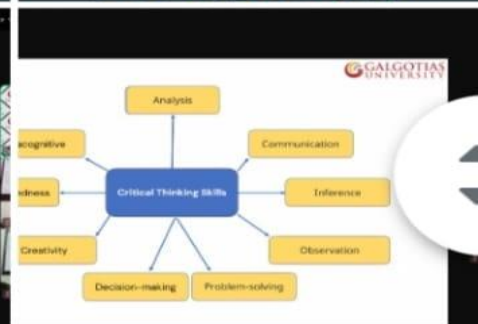 GALGOTIAS
UNIVERSITY
Analysis
Communication
Critical Thinking Skills
Inference
Creativity
Observation
Decision-making
Problem-solving